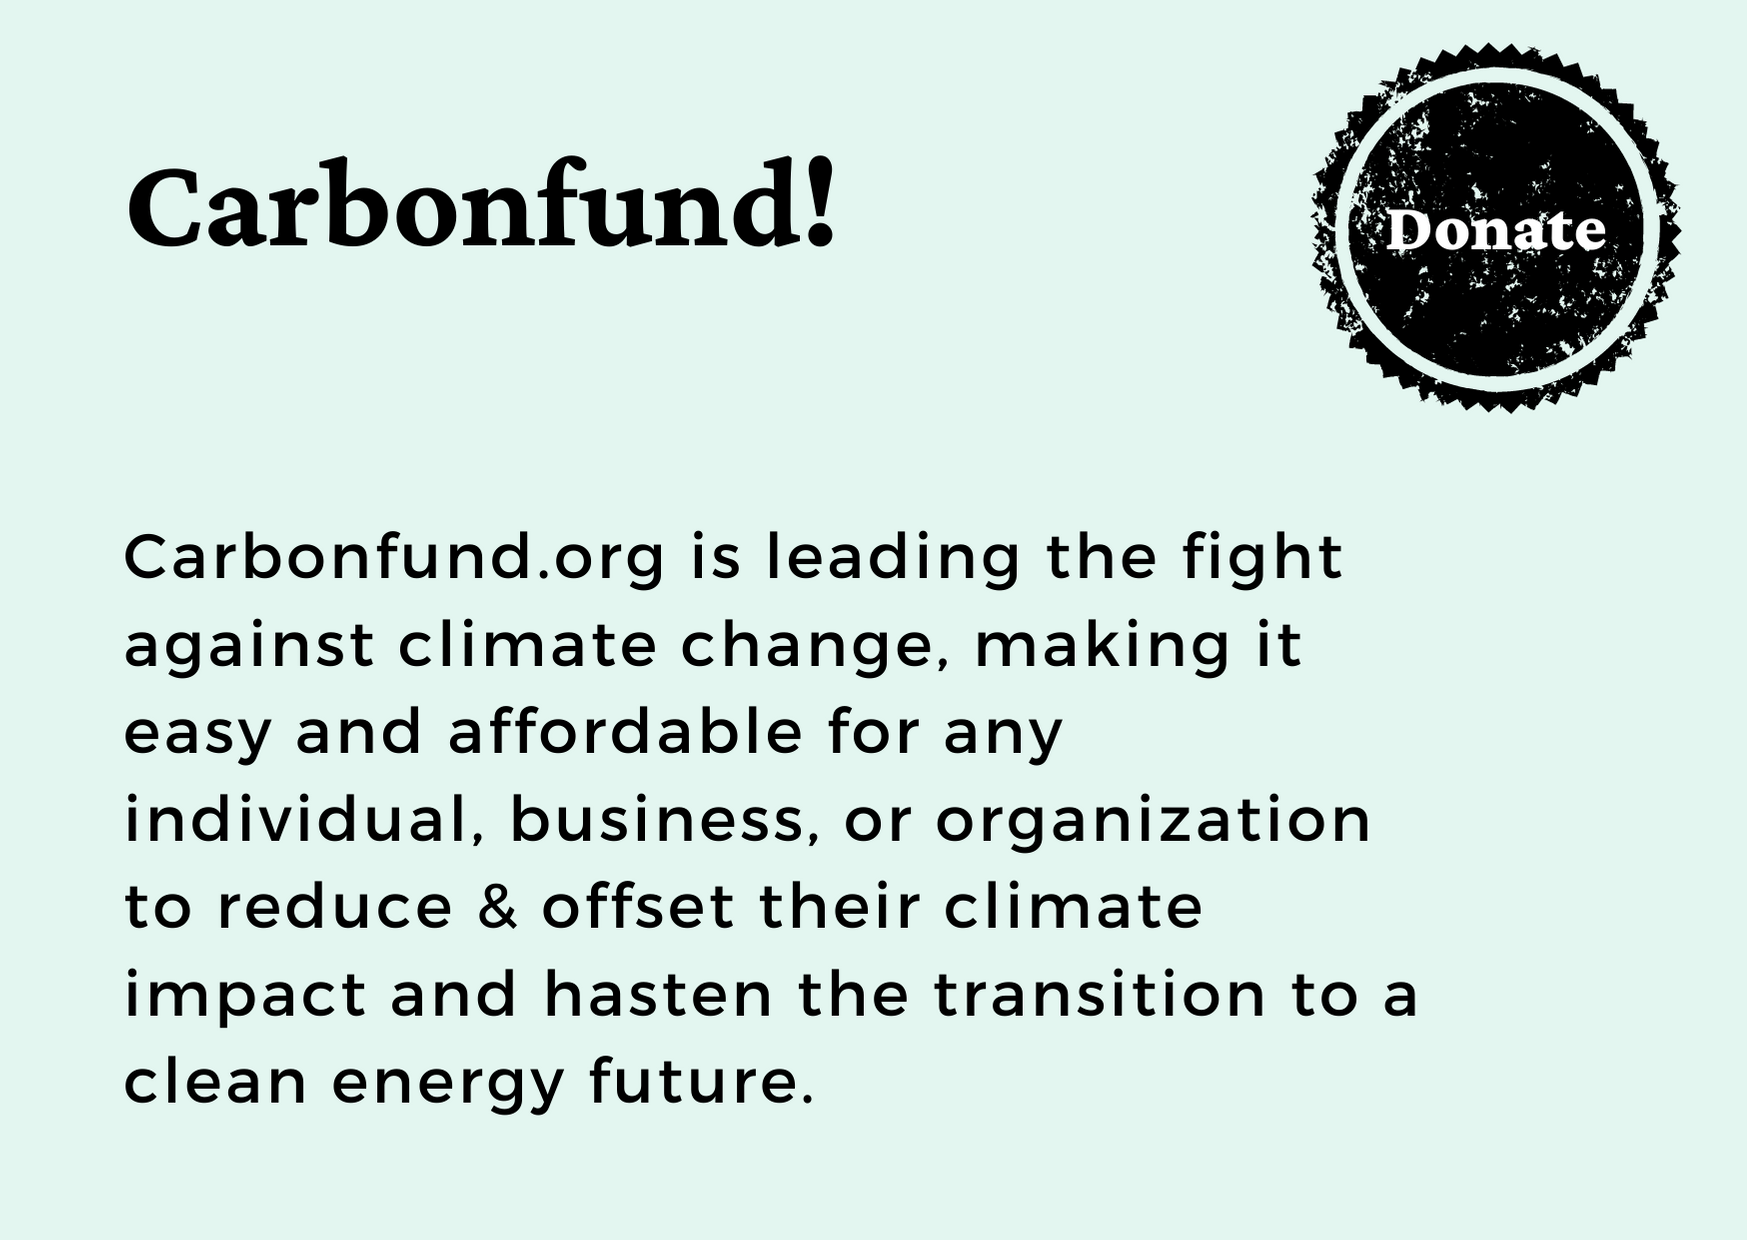 Carbonfund!
Donate
Carbonfund.org is leading the fight
against climate change, making it
easy and affordable for any
individual, business, or organization
to reduce & offset their climate
impact and hasten the transition to a
clean energy future.